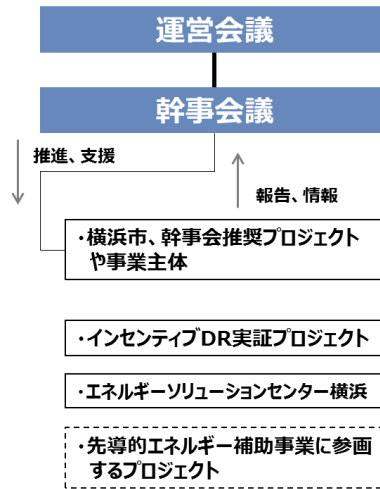 運営会議
幹事会議
推進、支援
報告、情報
・横浜市、幹事会推奨プロジェクト
や事業主体
・インセンティブDR実証プロジェクト
・エネルギーソリューションセンター横浜
・先導的エネルギー補助事業に参画
するプロジェクト